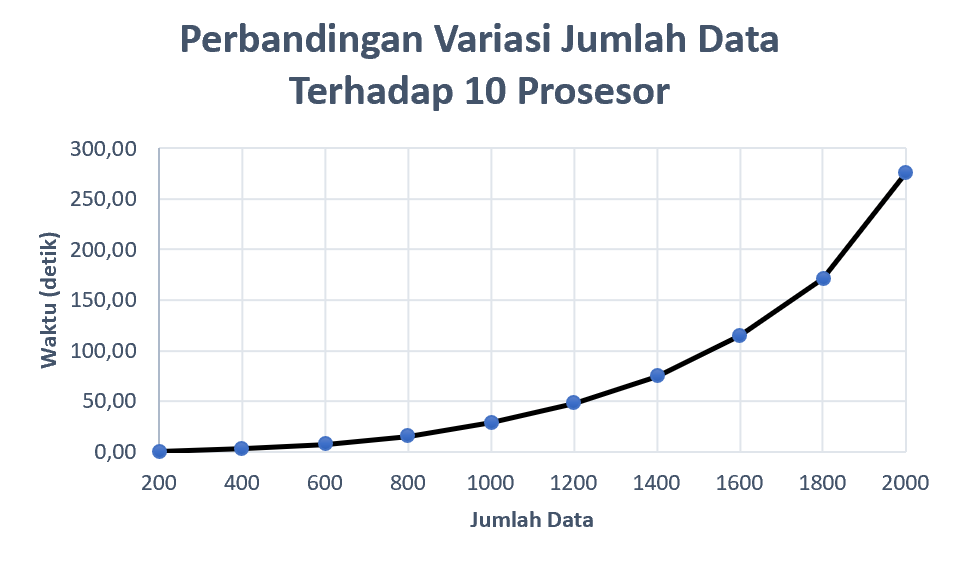 Perbandingan Variasi Jumlah Data
Terhadap 10 Prosesor
300,00
250,00
200,00
150,00
100,00
50,00
0,00
Waktu (detik)
200 400 600 800 1000 1200 1400 1600 1800 2000
Jumlah Data